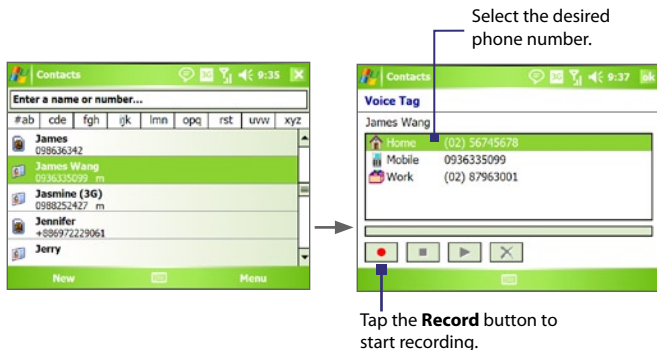 Select the desired
phone number.
Contacts 9:35
Enter a name or number...
#ab cde fgh ijk lmn opq rst uvw xyz
James
098636342
James Wang
0936335099 m
Jasmine (3G)
0988252427 m
Jennifer
+886972229061
Jerry
New Menu
Contacts 9:37 ok
Voice Tag
James Wang
Home (02) 56745678
Mobile 0936335099
Work (02) 87963001
Tap the Record button to
start recording.